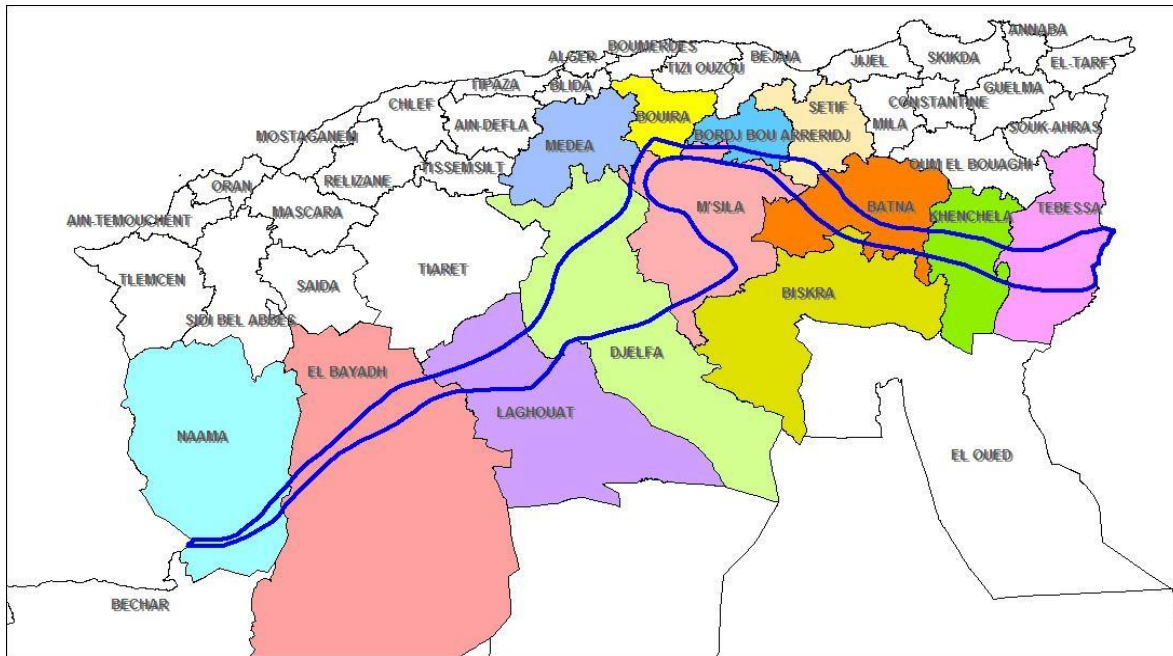 ANNABA
BOUMERDES
ALGER
BEJAIA
SKIKDA
JIJEL
EL-TARF
TIZI OUZOU
TIPAZA
BLIDA
GUELMA
CHLEF
CONSTANTINE
SETIF
BOUIRA
MILA
SOUK-AHRAS
AIN-DEFLA
BORDJ BOU ARRERIDJ
MOSTAGANEM
MEDEA
TISSEMSILT
OUM EL BOUAGHI
RELIZANE
ORAN
M'SILA
BATNA
TEBESSA
MASCARA
KHENCHELA
AIN-TEMOUCHENT
TIARET
TLEMCEN
SAIDA
BISKRA
SIDI BEL ABBES
DJELFA
EL BAYADH
LAGHOUAT
NAAMA
EL OUED
BECHAR